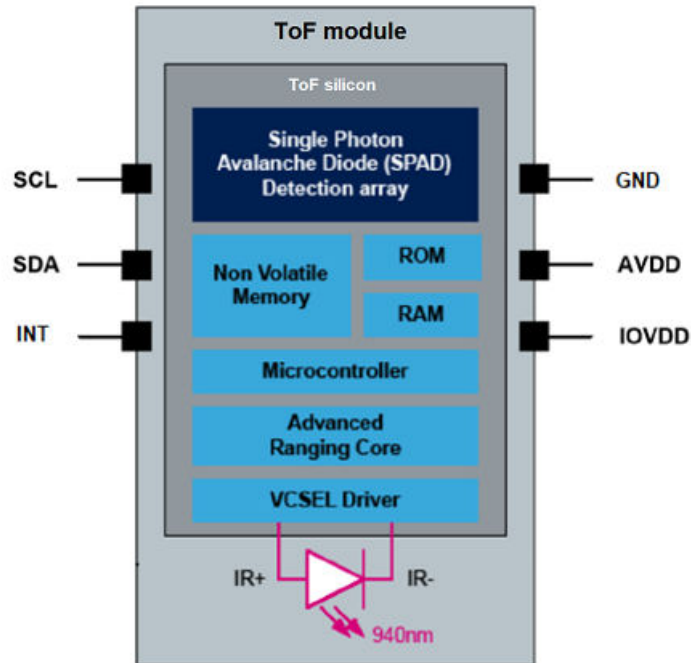 ToF module
ToF silicon
Single Photon
Avalanche Diode (SPAD)
Detection array
SCL
GND
SDA
Non Volatile
Memory
ROM
AVDD
INT
RAM
IOVDD
Microcontroller
Advanced
Ranging Core
VCSEL Driver
IR+
IR-
940nm